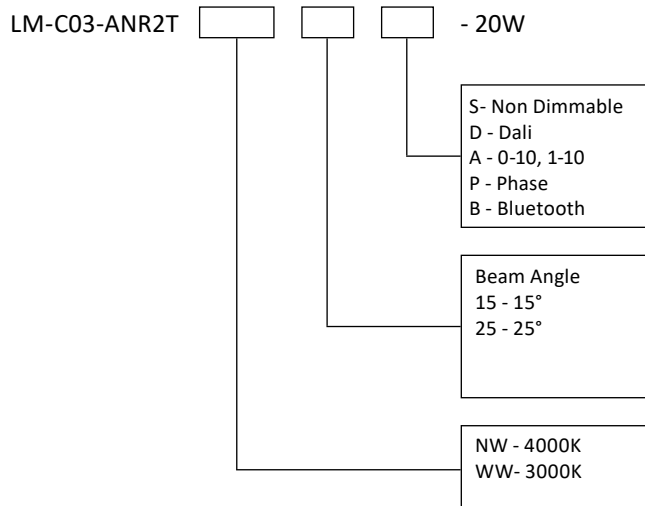 LM-C03-ANR2T - 20W
S- Non Dimmable
D - Dali
A - 0-10, 1-10
P - Phase
B - Bluetooth
Beam Angle
15 - 15°
25 - 25°
NW - 4000K
WW- 3000K